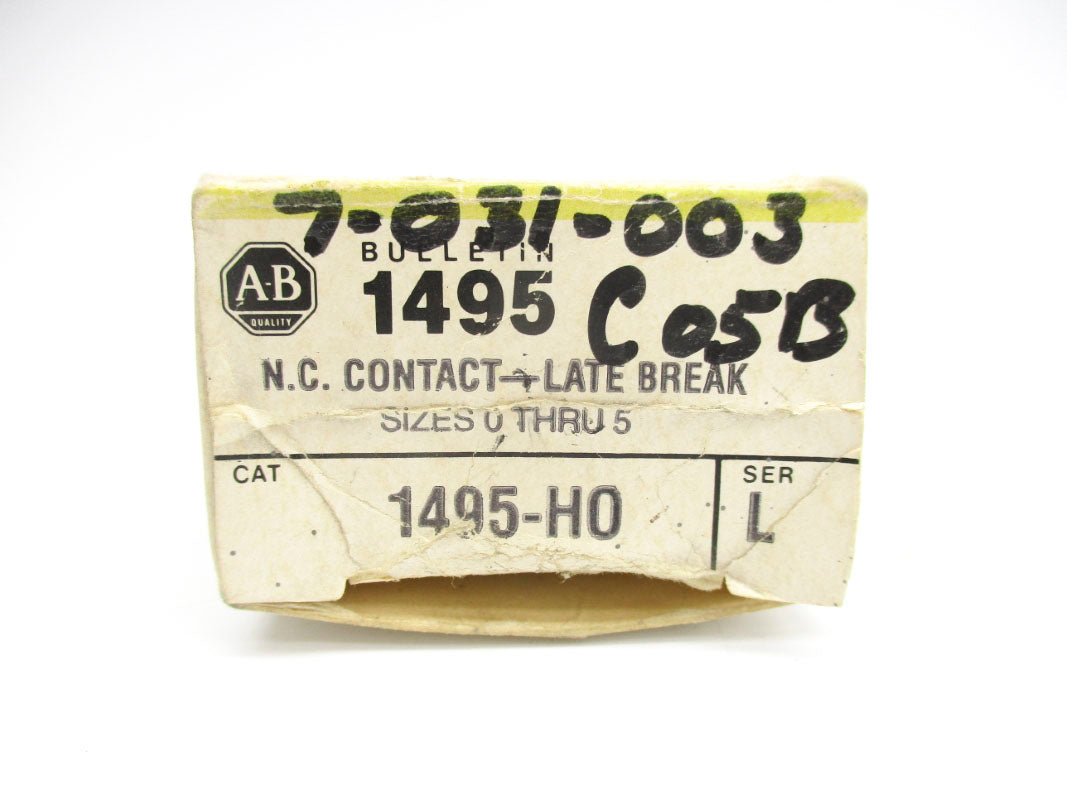 7-031-003
BULLETIN
A-B
QUALITY
1495
C05B
N.C. CONTACT→LATE BREAK
SIZES 0 THRU 5
CAT
1495-HO
SER
L